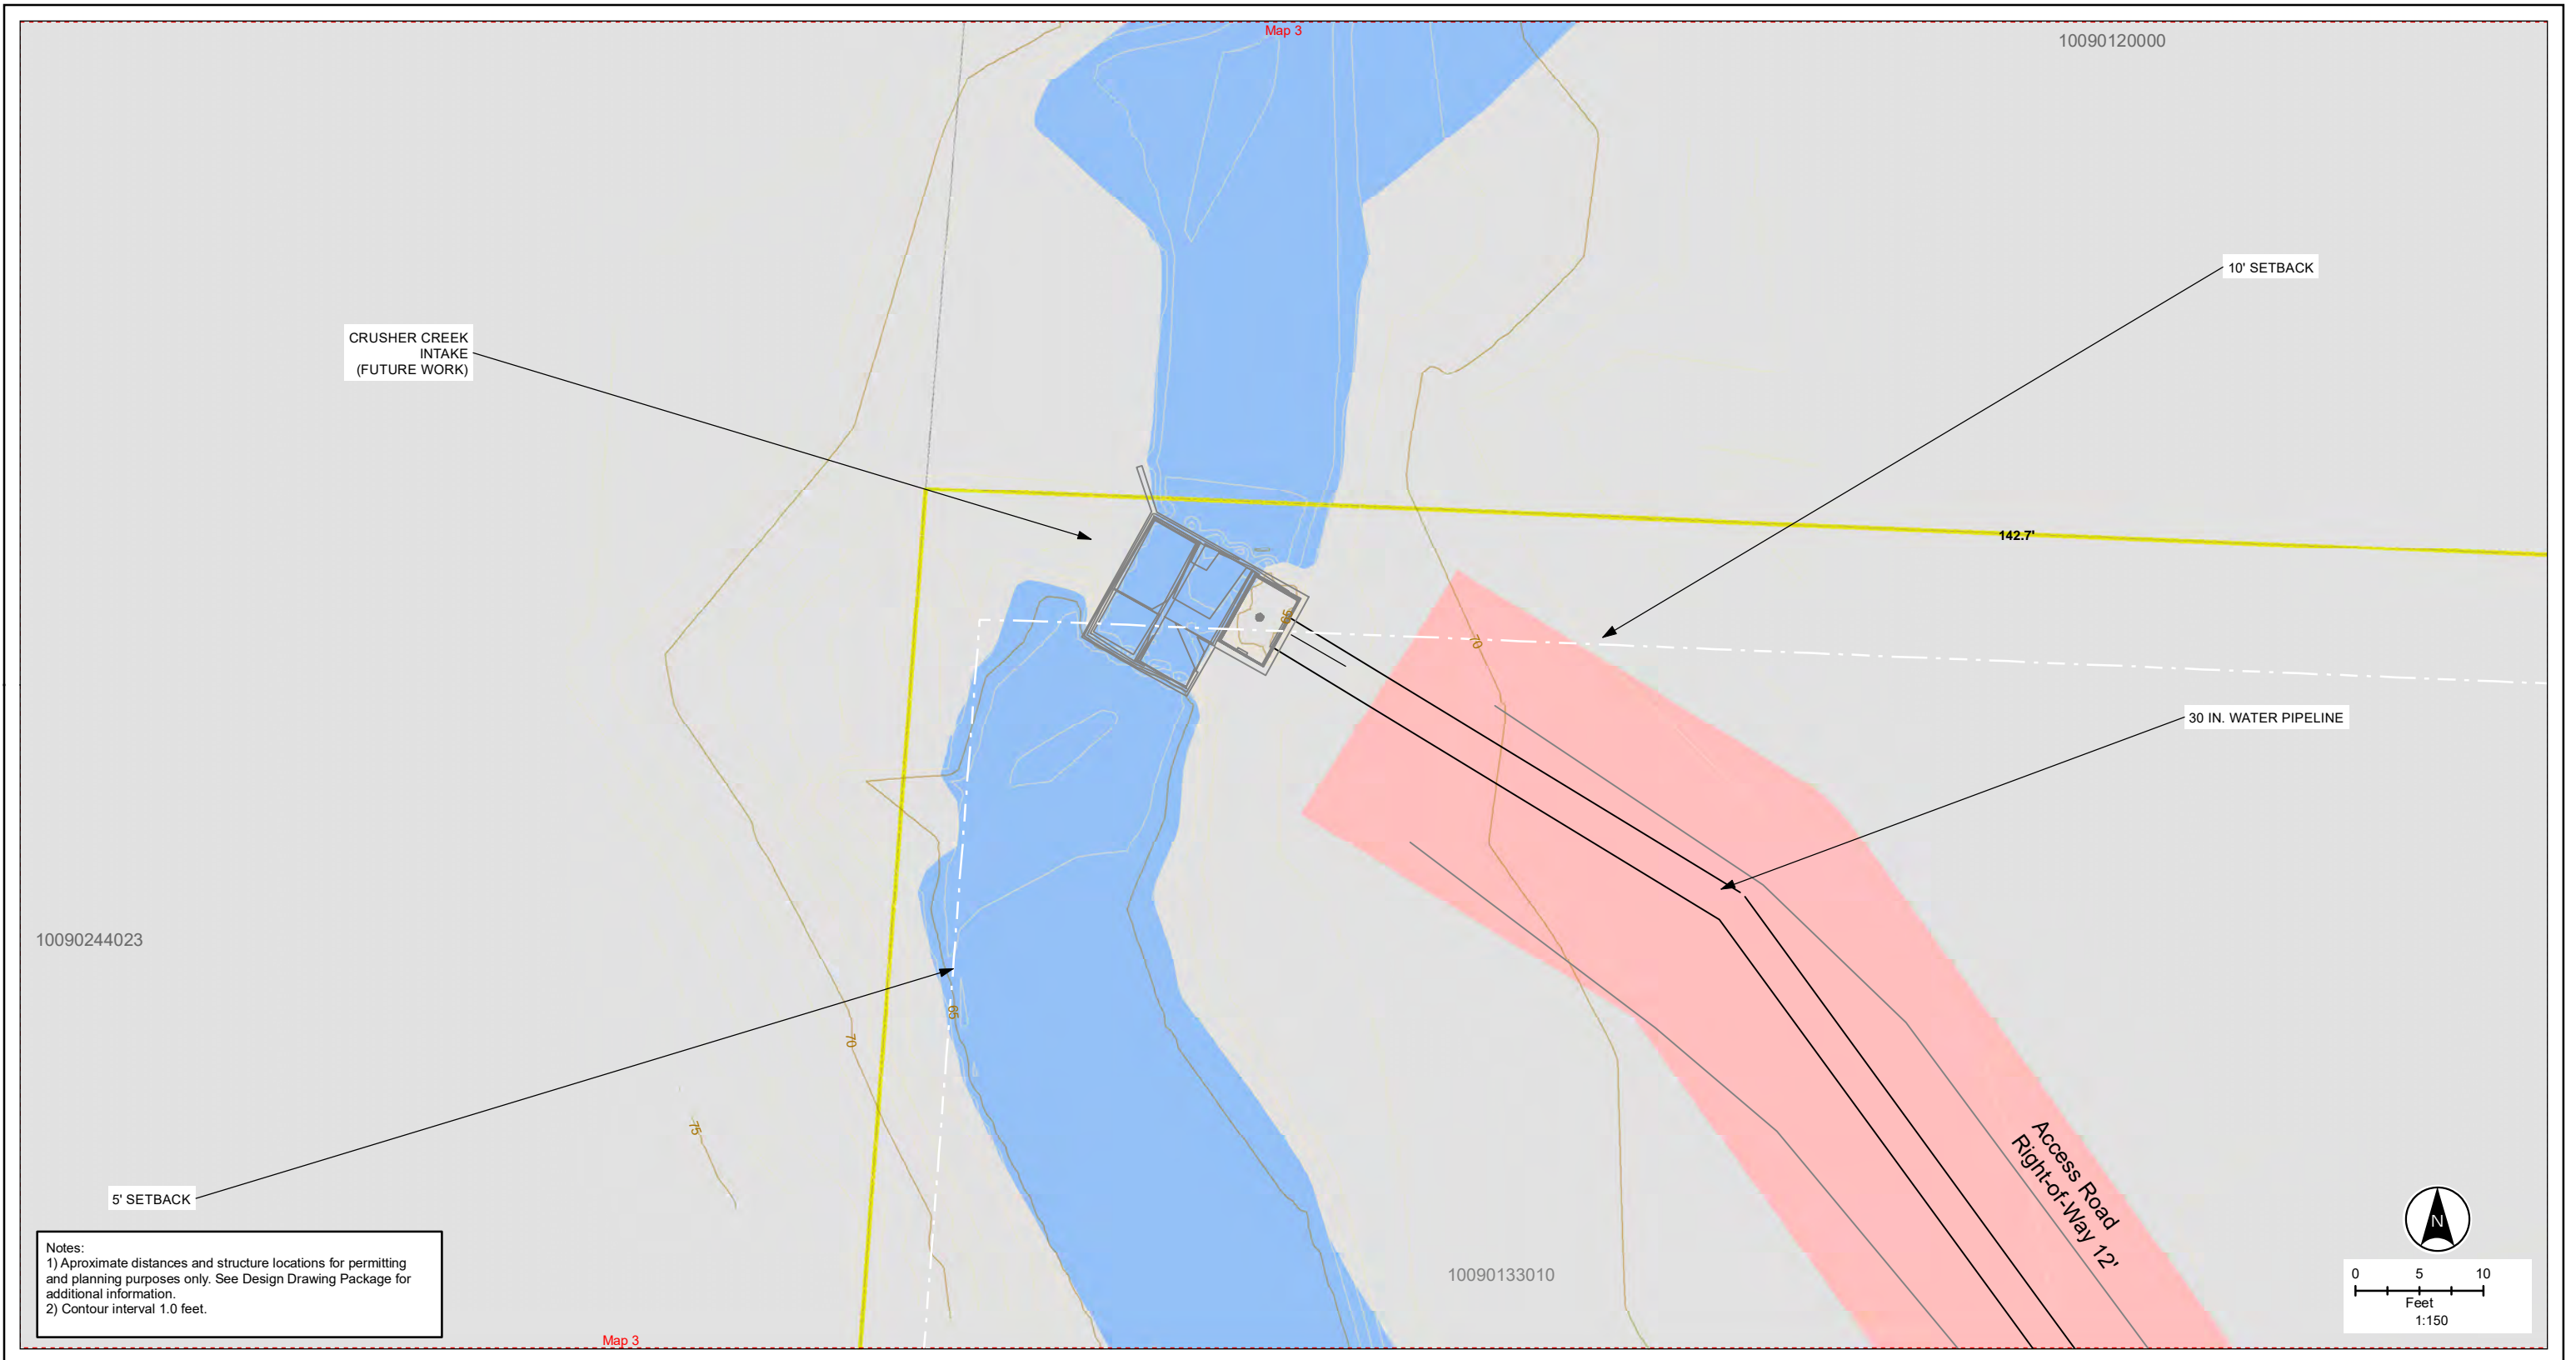 Map 3
10090120000
10' SETBACK
CRUSHER CREEK
INTAKE
(FUTURE WORK)
142.7'
65
70
30 IN. WATER PIPELINE
10090244023
65
70
75
5' SETBACK
Access Road
Right-of-Way 12'
N
10090133010
0 5 10
Feet
1:150
Notes:
1) Aproximate distances and structure locations for permitting
and planning purposes only. See Design Drawing Package for
additional information.
2) Contour interval 1.0 feet.
Map 3